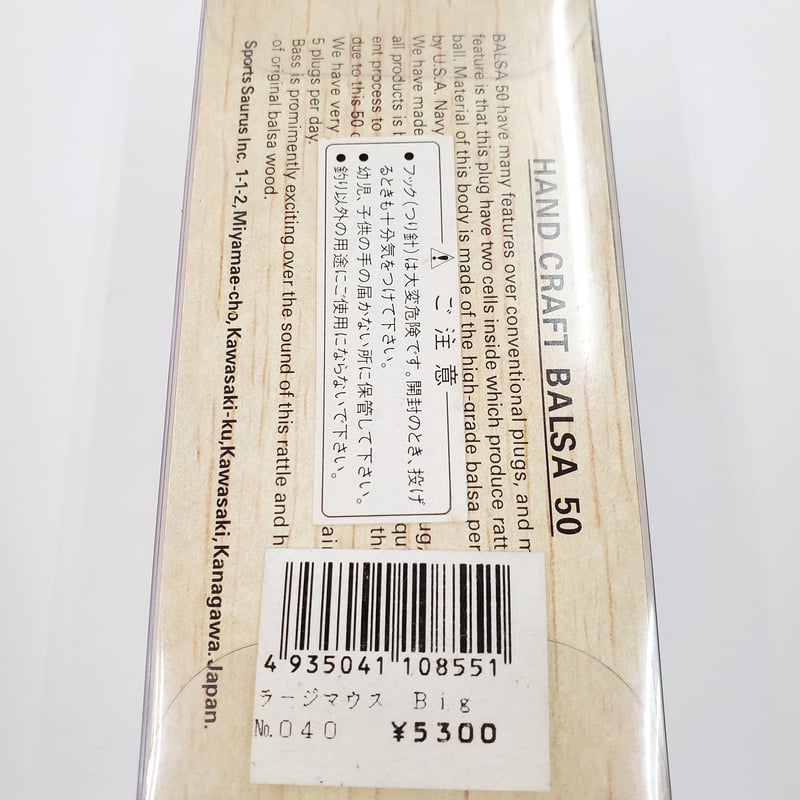 HAND CRAFT BALSA 50
BALSA 50 have many features over conventional plugs, and m
feature is that this plug have two cells inside which produce ratt
ball. Material of this body is made of the high-grade balsa per
by U.S.A. Navy
We have made
all products is
ent process to
due to this 50
We have very
5 plugs per day.
Bass is promimently exciting over the sound of this rattle and h
of original balsa wood.
Sports Saurus Inc. 1-1-2, Miyamae-cho, Kawasaki-ku, Kawasaki, Kanagawa. Japan.
ご注意
●フック(つり針)は大変危険です。開封のとき、投げ
るときも十分気をつけて下さい。
●幼児、子供の手の届かない所に保管して下さい。
●釣り以外の用途にご使用にならないで下さい。
4 935041 108551
ラージマウス Big
No.040 ¥5300